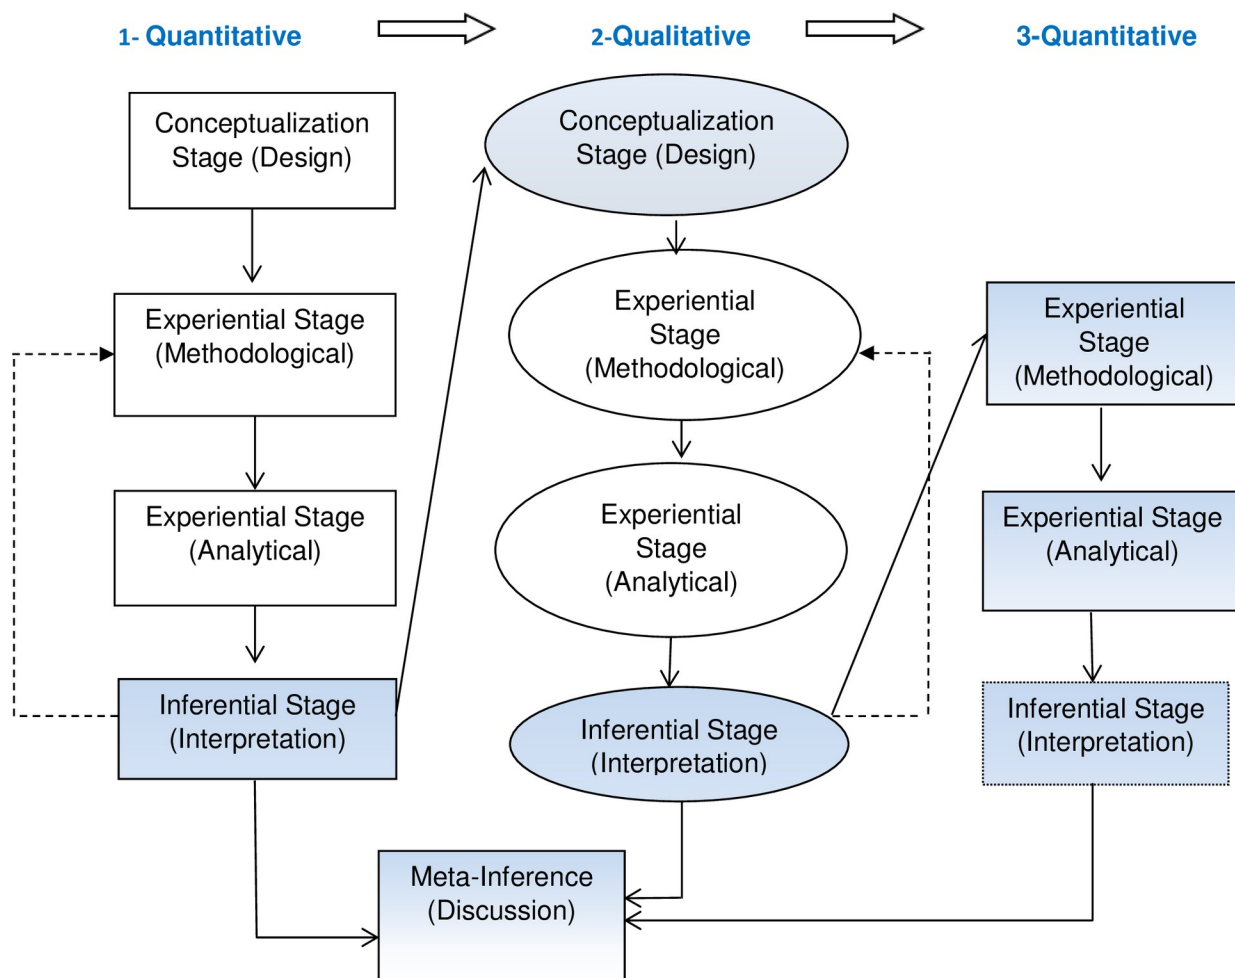 1- Quantitative
2-Qualitative
3-Quantitative
Conceptualization
Stage (Design)
Experiential Stage
(Methodological)
Experiential Stage
(Analytical)
Inferential Stage
(Interpretation)
Conceptualization
Stage (Design)
Experiential
Stage
(Methodological)
Experiential
Stage
(Analytical)
Inferential Stage
(Interpretation)
Experiential
Stage
(Methodological)
Experiential Stage
(Analytical)
Inferential Stage
(Interpretation)
Meta-Inference
(Discussion)